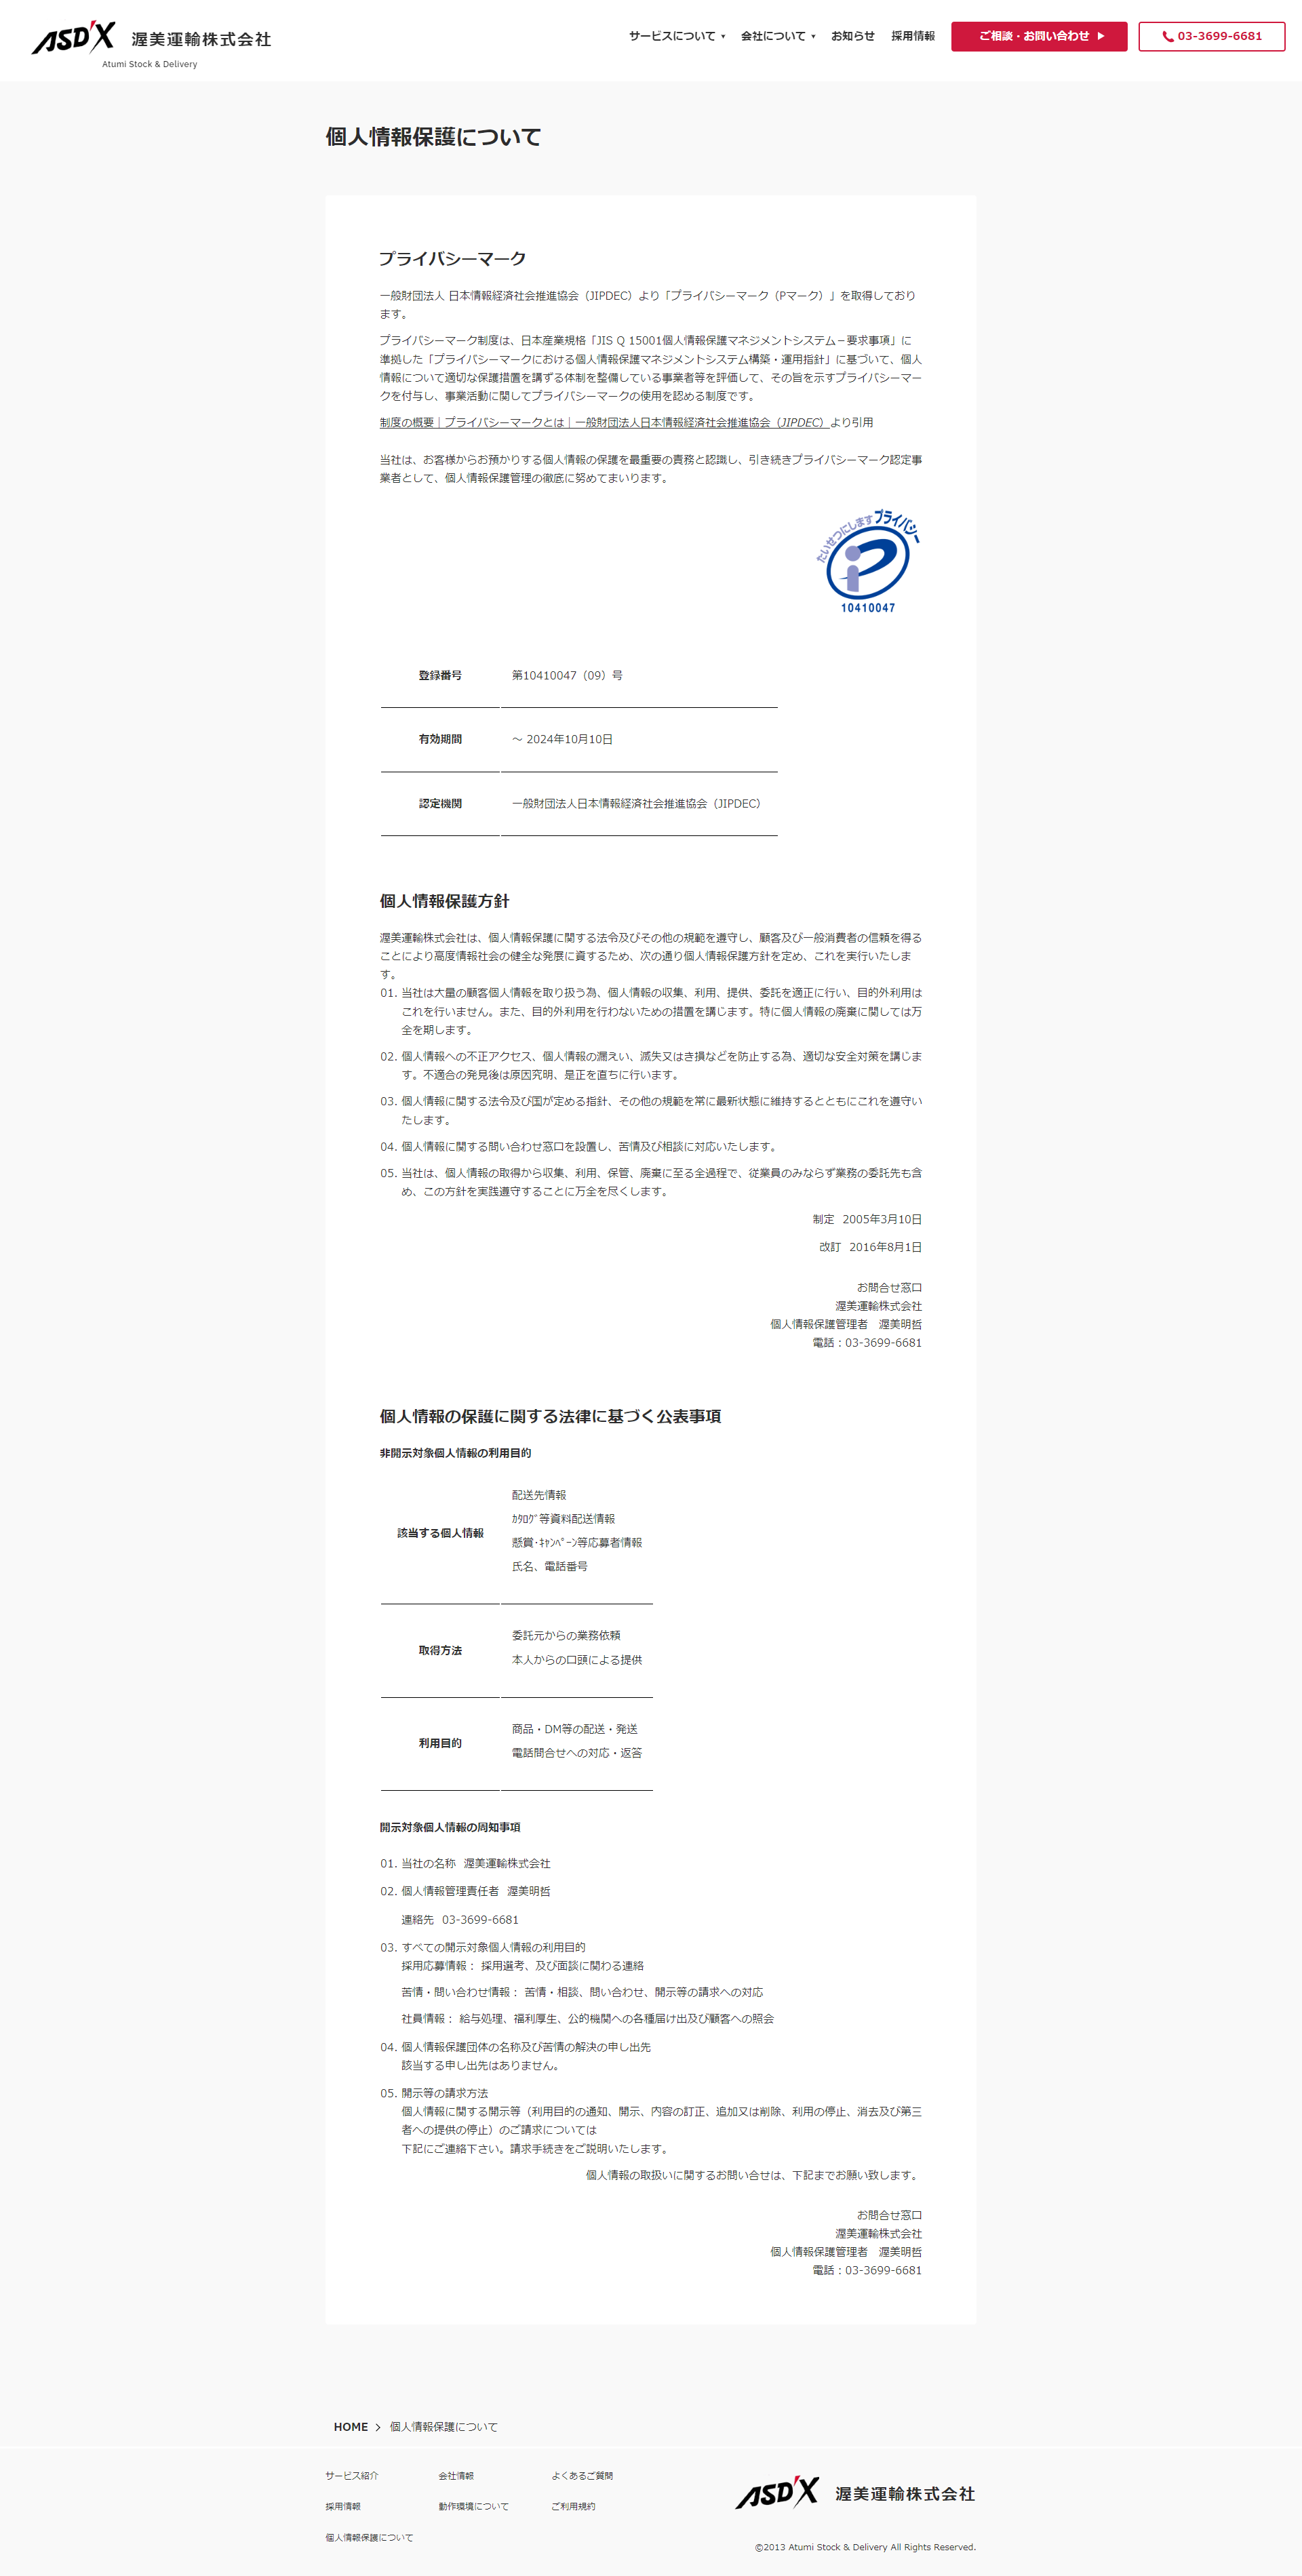 ASD'X 渥美運輸株式会社
Atumi Stock & Delivery
サービスについて ▼ 会社について ▼ お知らせ 採用情報 ご相談・お問い合わせ ▶ 03-3699-6681
個人情報保護について
プライバシーマーク
一般財団法人 日本情報経済社会推進協会（JIPDEC）より「プライバシーマーク（Pマーク）」を取得しており
ます。
プライバシーマーク制度は、日本産業規格「JIS Q 15001個人情報保護マネジメントシステム－要求事項」に
準拠した「プライバシーマークにおける個人情報保護マネジメントシステム構築・運用指針」に基づいて、個人
情報について適切な保護措置を講ずる体制を整備している事業者等を評価して、その旨を示すプライバシーマー
クを付与し、事業活動に関してプライバシーマークの使用を認める制度です。
制度の概要｜プライバシーマークとは｜一般財団法人日本情報経済社会推進協会（JIPDEC）より引用
当社は、お客様からお預かりする個人情報の保護を最重要の責務と認識し、引き続きプライバシーマーク認定事
業者として、個人情報保護管理の徹底に努めてまいります。
たいせつにしますプライバシー
10410047
登録番号 第10410047（09）号
有効期間 ～ 2024年10月10日
認定機関 一般財団法人日本情報経済社会推進協会（JIPDEC）
個人情報保護方針
渥美運輸株式会社は、個人情報保護に関する法令及びその他の規範を遵守し、顧客及び一般消費者の信頼を得る
ことにより高度情報社会の健全な発展に資するため、次の通り個人情報保護方針を定め、これを実行いたしま
す。
01. 当社は大量の顧客個人情報を取り扱う為、個人情報の収集、利用、提供、委託を適正に行い、目的外利用は
これを行いません。また、目的外利用を行わないための措置を講じます。特に個人情報の廃棄に関しては万
全を期します。
02. 個人情報への不正アクセス、個人情報の漏えい、滅失又はき損などを防止する為、適切な安全対策を講じま
す。不適合の発見後は原因究明、是正を直ちに行います。
03. 個人情報に関する法令及び国が定める指針、その他の規範を常に最新状態に維持するとともにこれを遵守い
たします。
04. 個人情報に関する問い合わせ窓口を設置し、苦情及び相談に対応いたします。
05. 当社は、個人情報の取得から収集、利用、保管、廃棄に至る全過程で、従業員のみならず業務の委託先も含
め、この方針を実践遵守することに万全を尽くします。
制定 2005年3月10日
改訂 2016年8月1日
お問合せ窓口
渥美運輸株式会社
個人情報保護管理者 渥美明哲
電話：03-3699-6681
個人情報の保護に関する法律に基づく公表事項
非開示対象個人情報の利用目的
該当する個人情報
配送先情報
ｶﾀﾛｸﾞ等資料配送情報
懸賞･ｷｬﾝﾍﾟｰﾝ等応募者情報
氏名、電話番号
取得方法
委託元からの業務依頼
本人からの口頭による提供
利用目的
商品・DM等の配送・発送
電話問合せへの対応・返答
開示対象個人情報の周知事項
01. 当社の名称 渥美運輸株式会社
02. 個人情報管理責任者 渥美明哲
連絡先 03-3699-6681
03. すべての開示対象個人情報の利用目的
採用応募情報： 採用選考、及び面談に関わる連絡
苦情・問い合わせ情報： 苦情・相談、問い合わせ、開示等の請求への対応
社員情報： 給与処理、福利厚生、公的機関への各種届け出及び顧客への照会
04. 個人情報保護団体の名称及び苦情の解決の申し出先
該当する申し出先はありません。
05. 開示等の請求方法
個人情報に関する開示等（利用目的の通知、開示、内容の訂正、追加又は削除、利用の停止、消去及び第三
者への提供の停止）のご請求については
下記にご連絡下さい。請求手続きをご説明いたします。
個人情報の取扱いに関するお問い合せは、下記までお願い致します。
お問合せ窓口
渥美運輸株式会社
個人情報保護管理者 渥美明哲
電話：03-3699-6681
HOME 個人情報保護について
サービス紹介 会社情報 よくあるご質問
採用情報 動作環境について ご利用規約
個人情報保護について
ASD'X 渥美運輸株式会社
©2013 Atumi Stock & Delivery All Rights Reserved.